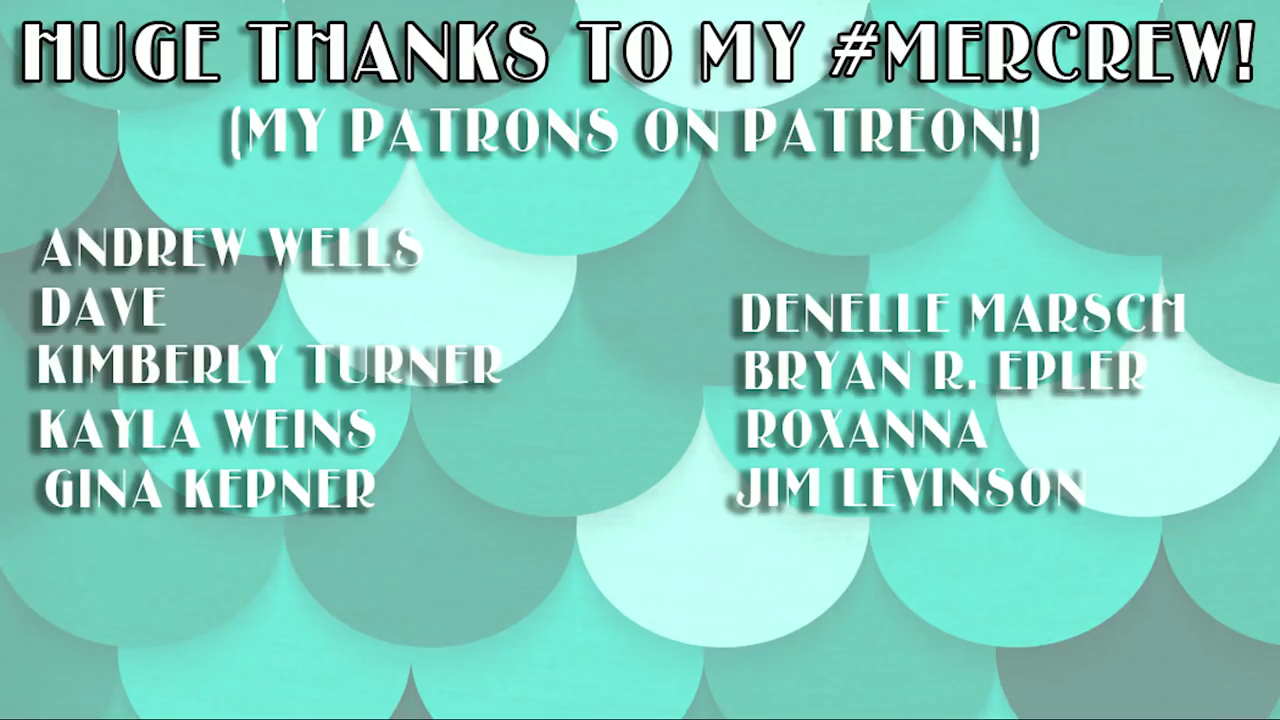 HUGE THANKS TO MY #MERCREW!
(MY PATRONS ON PATREON!)
ANDREW WELLS
DAVE
KIMBERLY TURNER
KAYLA WEINS
GINA KEPNER
DENELLE MARSCH
BRYAN R. EPLER
ROXANNA
JIM LEVINSON